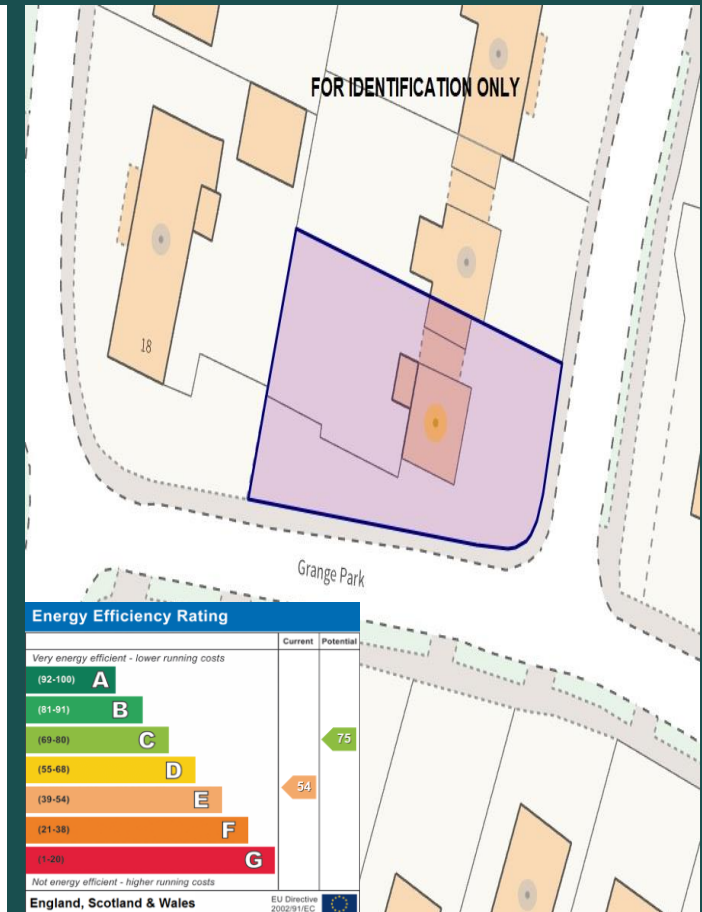 FOR IDENTIFICATION ONLY
18
Grange Park
Energy Efficiency Rating
Current Potential
Very energy efficient - lower running costs
(92-100) A
(81-91) B
(69-80) C
75
(55-68) D
54
(39-54) E
(21-38) F
(1-20) G
Not energy efficient - higher running costs
England, Scotland & Wales
EU Directive
2002/91/EC